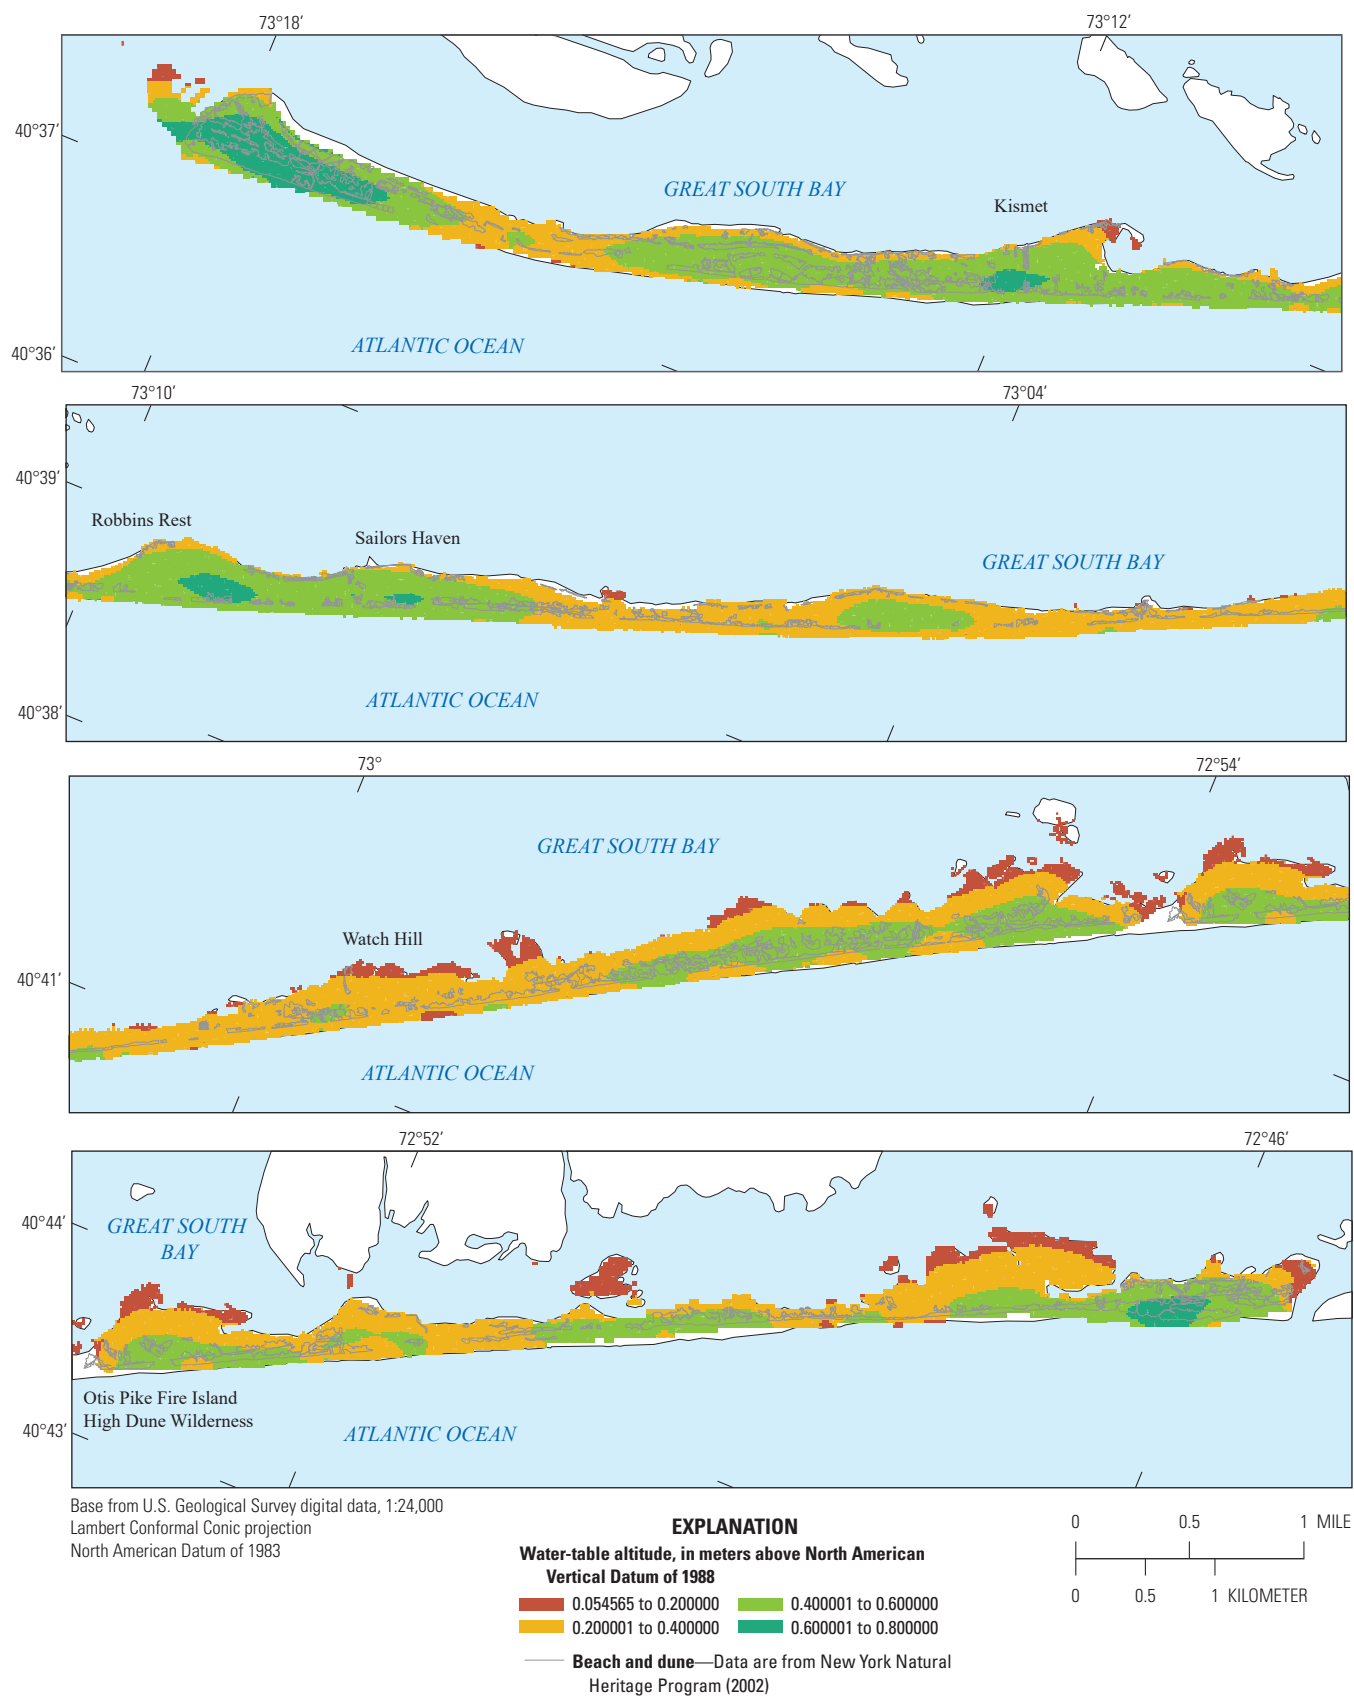 73°18′
73°12′
40°37′
GREAT SOUTH BAY
Kismet
ATLANTIC OCEAN
40°36′
73°10′
73°04′
40°39′
Robbins Rest
Sailors Haven
GREAT SOUTH BAY
ATLANTIC OCEAN
40°38′
73°
72°54′
GREAT SOUTH BAY
Watch Hill
40°41′
ATLANTIC OCEAN
72°52′
72°46′
40°44′
GREAT SOUTH
BAY
Otis Pike Fire Island
High Dune Wilderness
40°43′
ATLANTIC OCEAN
Base from U.S. Geological Survey digital data, 1:24,000
Lambert Conformal Conic projection
North American Datum of 1983
EXPLANATION
Water-table altitude, in meters above North American
Vertical Datum of 1988
0.054565 to 0.200000
0.200001 to 0.400000
0.400001 to 0.600000
0.600001 to 0.800000
Beach and dune—Data are from New York Natural
Heritage Program (2002)
0 0.5 1 MILE
0 0.5 1 KILOMETER